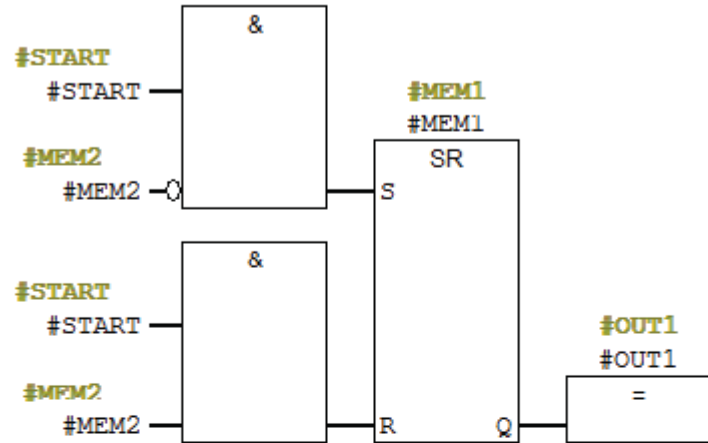 &
#START
#START
#MEM2
#MEM2
#MEM1
#MEM1
SR
S
&
#START
#START
#MEM2
#MEM2
R
Q
#OUT1
#OUT1
=